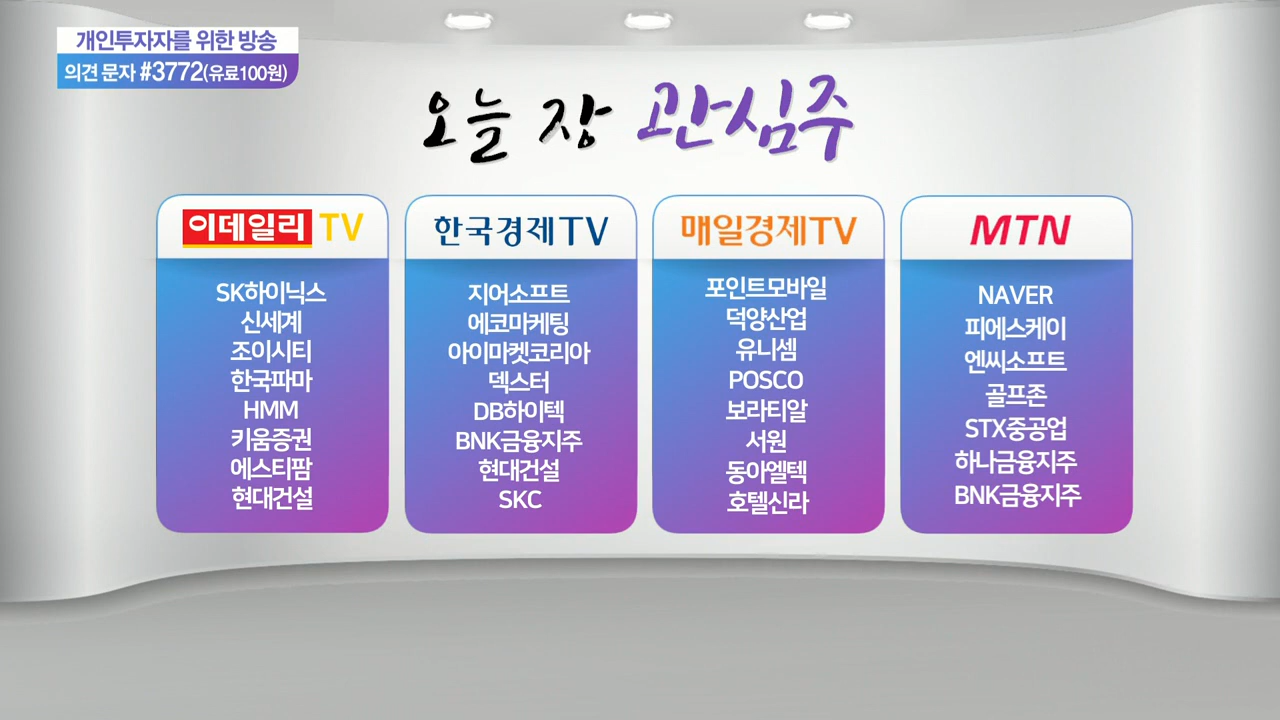 개인투자자를 위한 방송
의견 문자 #3772(유료100원)
오늘 장 관심주
이데일리 TV
SK하이닉스
신세계
조이시티
한국파마
HMM
키움증권
에스티팜
현대건설
한국경제TV
지어소프트
에코마케팅
아이마켓코리아
덱스터
DB하이텍
BNK금융지주
현대건설
SKC
매일경제TV
포인트모바일
덕양산업
유니셈
POSCO
보라티알
서원
동아엘텍
호텔신라
MTN
NAVER
피에스케이
엔씨소프트
골프존
STX중공업
하나금융지주
BNK금융지주